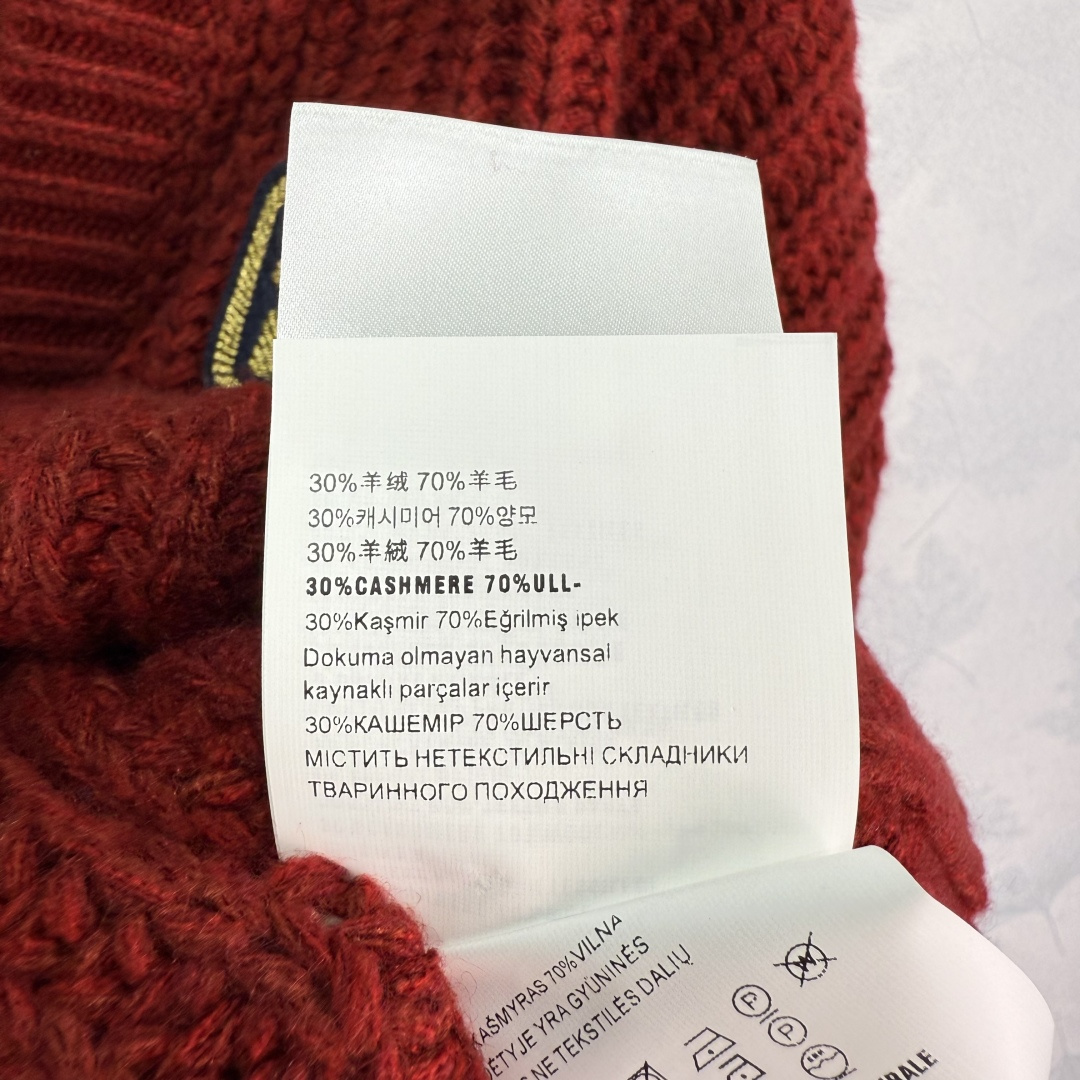 30%羊绒 70%羊毛
30%캐시미어 70%양모
30%羊絨 70%羊毛
30%CASHMERE 70%ULL-
30%Kaşmir 70%Eğrilmiş ipek
Dokuma olmayan hayvansal
kaynaklı parçalar içerir
30%КАШЕМІР 70%ШЕРСТЬ
МІСТИТЬ НЕТЕКСТИЛЬНІ СКЛАДНИКИ
ТВАРИННОГО ПОХОДЖЕННЯ
KAŠMYRAS 70%VILNA
YRA GYŪNINĖS
NE TEKSTILĖS DALIŲ
W
P
P